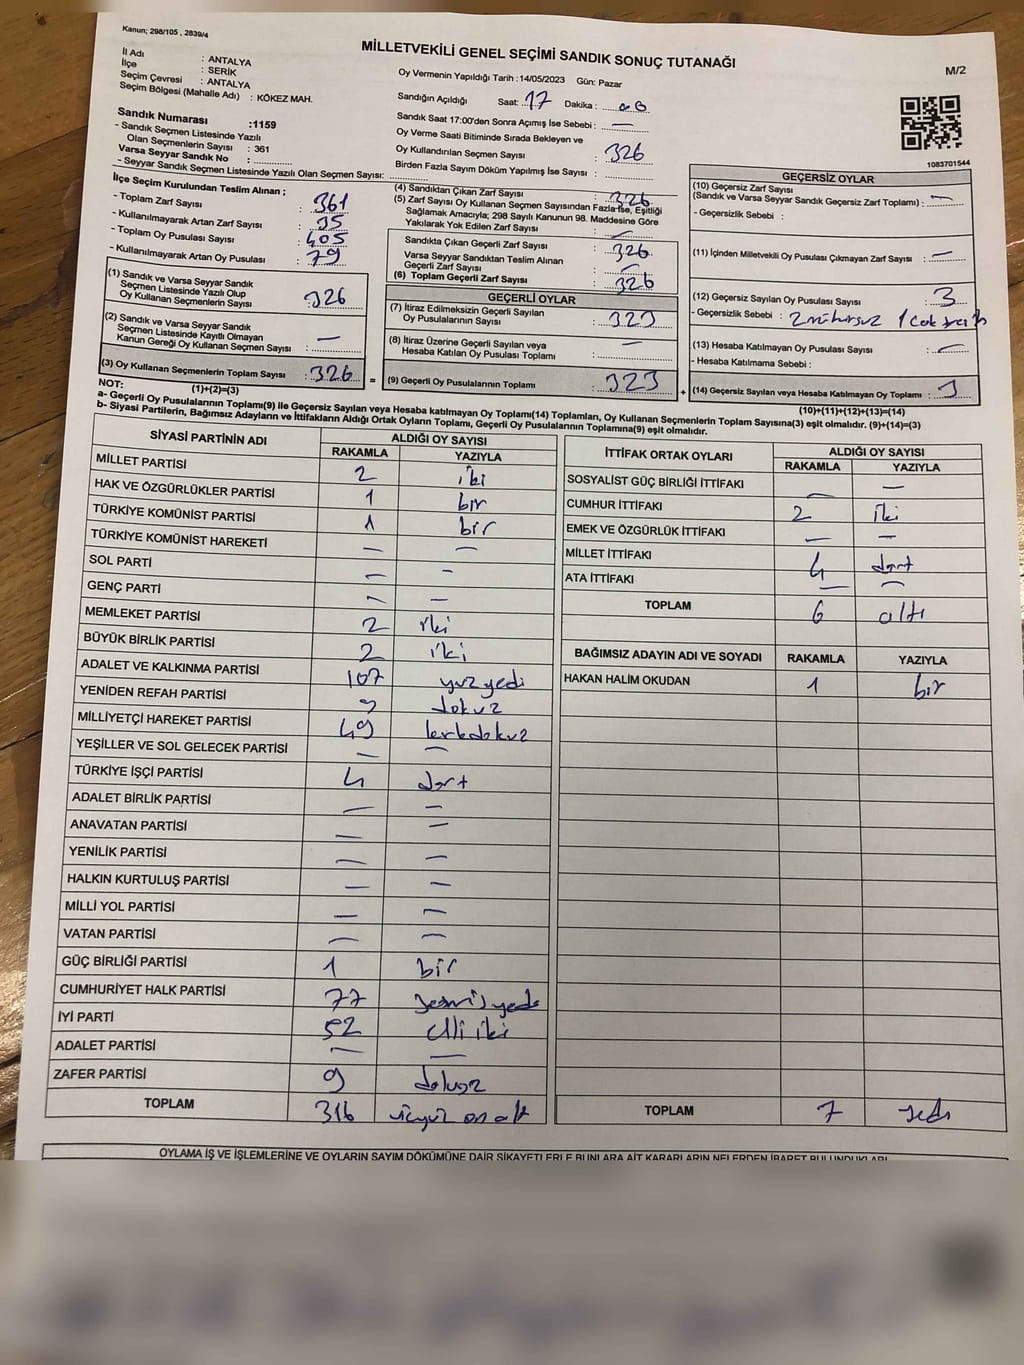 Kanun; 298/105 , 2839/4
MİLLETVEKİLİ GENEL SEÇİMİ SANDIK SONUÇ TUTANAĞI
M/2
İl Adı : ANTALYA
İlçe : SERİK
Seçim Çevresi : ANTALYA
Seçim Bölgesi (Mahalle Adı) : KÖKEZ MAH.
Sandık Numarası :1159
- Sandık Seçmen Listesinde Yazılı
Olan Seçmenlerin Sayısı : 361
Varsa Seyyar Sandık No :
- Seyyar Sandık Seçmen Listesinde Yazılı Olan Seçmen Sayısı:
Oy Vermenin Yapıldığı Tarih :14/05/2023 Gün: Pazar
Sandığın Açıldığı Saat: 17 Dakika :
Sandık Saat 17:00'den Sonra Açımış İse Sebebi : —
Oy Verme Saati Bitiminde Sırada Bekleyen ve
Oy Kullandırılan Seçmen Sayısı : 326
Birden Fazla Sayım Döküm Yapılmış İse Sayısı :
1083701544
İlçe Seçim Kurulundan Teslim Alınan ;
- Toplam Zarf Sayısı : 361
- Kullanılmayarak Artan Zarf Sayısı : 35
- Toplam Oy Pusulası Sayısı : 405
- Kullanılmayarak Artan Oy Pusulası : 79
(1) Sandık ve Varsa Seyyar Sandık
Seçmen Listesinde Yazılı Olup
Oy Kullanan Seçmenlerin Sayısı : 326
(2) Sandık ve Varsa Seyyar Sandık
Seçmen Listesinde Kayıtlı Olmayan
Kanun Gereği Oy Kullanan Seçmen Sayısı : —
(3) Oy Kullanan Seçmenlerin Toplam Sayısı : 326
(1)+(2)=(3)
(4) Sandıktan Çıkan Zarf Sayısı : 326
(5) Zarf Sayısı Oy Kullanan Seçmen Sayısından Fazla İse, Eşitliği
Sağlamak Amacıyla; 298 Sayılı Kanunun 98. Maddesine Göre
Yakılarak Yok Edilen Zarf Sayısı : —
Sandıkta Çıkan Geçerli Zarf Sayısı : 326
Varsa Seyyar Sandıktan Teslim Alınan
Geçerli Zarf Sayısı : —
(6) Toplam Geçerli Zarf Sayısı : 326
GEÇERLİ OYLAR
(7) İtiraz Edilmeksizin Geçerli Sayılan
Oy Pusulalarının Sayısı : 323
(8) İtiraz Üzerine Geçerli Sayılan veya
Hesaba Katılan Oy Pusulası Toplamı : —
= (9) Geçerli Oy Pusulalarının Toplamı : 323 +
GEÇERSİZ OYLAR
(10) Geçersiz Zarf Sayısı
(Sandık ve Varsa Seyyar Sandık Geçersiz Zarf Toplamı) : —
- Geçersizlik Sebebi :
(11) İçinden Milletvekili Oy Pusulası Çıkmayan Zarf Sayısı : —
(12) Geçersiz Sayılan Oy Pusulası Sayısı : 3
- Geçersizlik Sebebi : 2 mühürsüz 1
(13) Hesaba Katılmayan Oy Pusulası Sayısı : —
- Hesaba Katılmama Sebebi :
(14) Geçersiz Sayılan veya Hesaba Katılmayan Oy Toplamı : 3
(10)+(11)+(12)+(13)=(14)
NOT:
a- Geçerli Oy Pusulasının Toplamı(9) ile Geçersiz Sayılan veya Hesaba katılmayan Oy Toplamı(14) Toplamları, Oy Kullanan Seçmenlerin Toplam Sayısına(3) eşit olmalıdır. (9)+(14)=(3)
b- Siyasi Partilerin, Bağımsız Adayların ve İttifakların Aldığı Ortak Oyların Toplamı, Geçerli Oy Pusulalarının Toplamına(9) eşit olmalıdır.
SİYASİ PARTİNİN ADI ALDIĞI OY SAYISI
RAKAMLA YAZIYLA
MİLLET PARTİSİ 2 iki
HAK VE ÖZGÜRLÜKLER PARTİSİ 1 bir
TÜRKİYE KOMÜNİST PARTİSİ 1 bir
TÜRKİYE KOMÜNİST HAREKETİ — —
SOL PARTİ — —
GENÇ PARTİ — —
MEMLEKET PARTİSİ 2 iki
BÜYÜK BİRLİK PARTİSİ 2 iki
ADALET VE KALKINMA PARTİSİ 107 yüz yedi
YENİDEN REFAH PARTİSİ 9 dokuz
MİLLİYETÇİ HAREKET PARTİSİ 49 kırkdokuz
YEŞİLLER VE SOL GELECEK PARTİSİ — —
TÜRKİYE İŞÇİ PARTİSİ 4 dört
ADALET BİRLİK PARTİSİ — —
ANAVATAN PARTİSİ — —
YENİLİK PARTİSİ — —
HALKIN KURTULUŞ PARTİSİ — —
MİLLİ YOL PARTİSİ — —
VATAN PARTİSİ — —
GÜÇ BİRLİĞİ PARTİSİ 1 bir
CUMHURİYET HALK PARTİSİ 77 yetmiş yedi
İYİ PARTİ 52 elli iki
ADALET PARTİSİ — —
ZAFER PARTİSİ 9 dokuz
TOPLAM 316 üçyüz on altı
İTTİFAK ORTAK OYLARI ALDIĞI OY SAYISI
RAKAMLA YAZIYLA
SOSYALİST GÜÇ BİRLİĞİ İTTİFAKI — —
CUMHUR İTTİFAKI 2 iki
EMEK VE ÖZGÜRLÜK İTTİFAKI — —
MİLLET İTTİFAKI 4 dört
ATA İTTİFAKI — —
TOPLAM 6 altı
BAĞIMSIZ ADAYIN ADI VE SOYADI RAKAMLA YAZIYLA
HAKAN HALİM OKUDAN 1 bir
TOPLAM 7 yedi
OYLAMA İŞ VE İŞLEMLERİNE VE OYLARIN SAYIM DÖKÜMÜNE DAİR ŞİKAYETLERLE BUNLARA AİT KARARLARIN NELERDEN İBARET BULUNDUKLARI